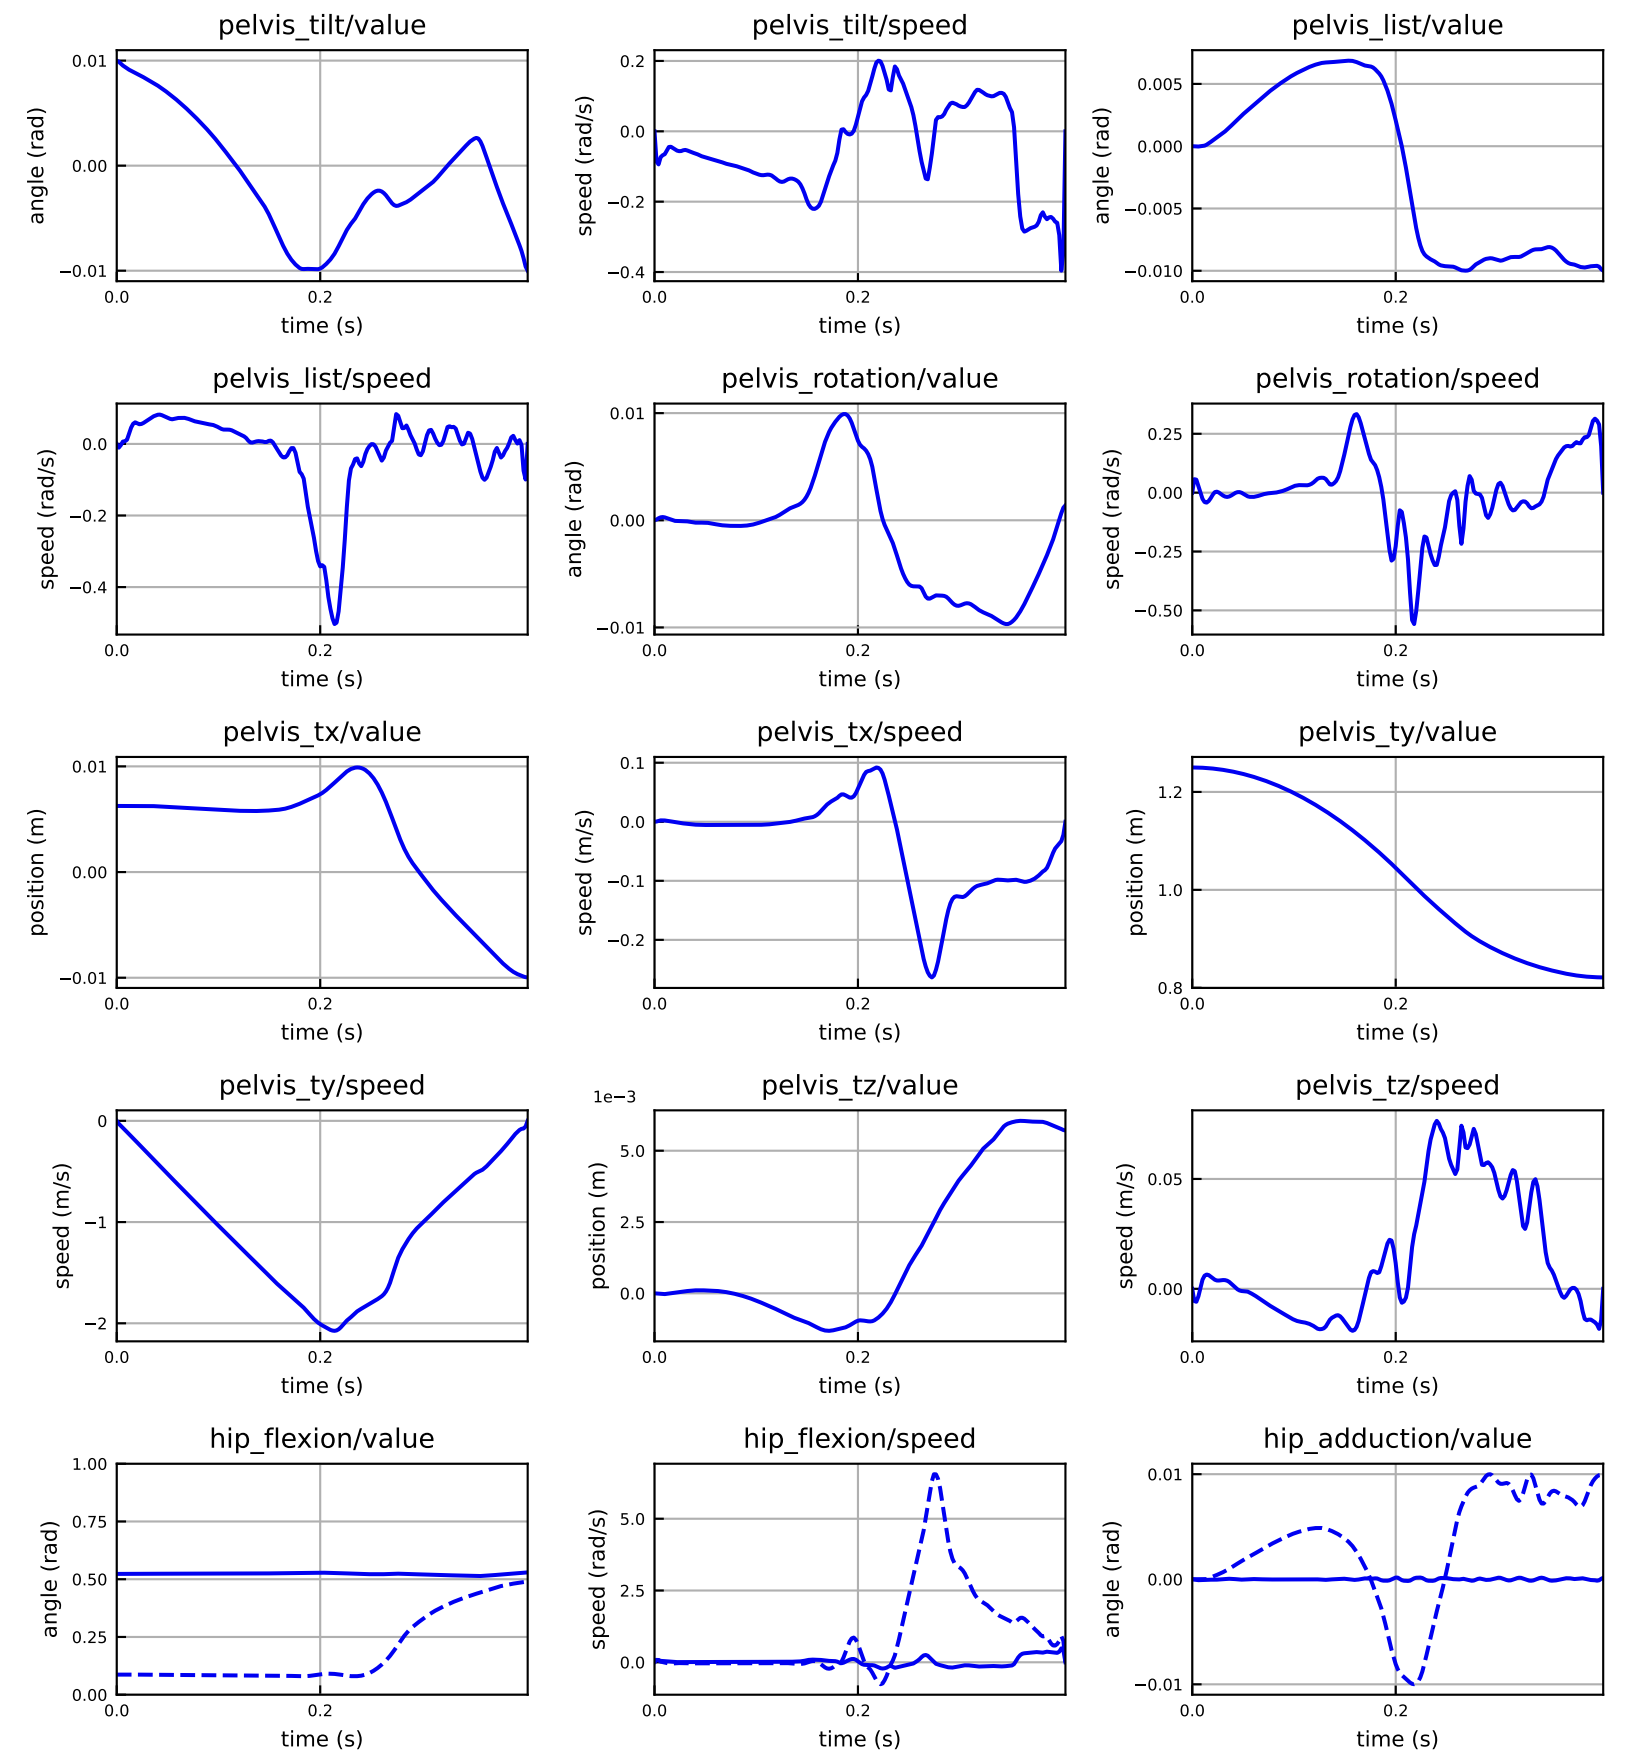 pelvis_tilt/value
angle (rad)
0.01
0.00
−0.01
0.0
0.2
time (s)
pelvis_tilt/speed
speed (rad/s)
0.2
0.0
−0.2
−0.4
0.0
0.2
time (s)
pelvis_list/value
angle (rad)
0.005
0.000
−0.005
−0.010
0.0
0.2
time (s)
pelvis_list/speed
speed (rad/s)
0.0
−0.2
−0.4
0.0
0.2
time (s)
pelvis_rotation/value
angle (rad)
0.01
0.00
−0.01
0.0
0.2
time (s)
pelvis_rotation/speed
speed (rad/s)
0.25
0.00
−0.25
−0.50
0.0
0.2
time (s)
pelvis_tx/value
position (m)
0.01
0.00
−0.01
0.0
0.2
time (s)
pelvis_tx/speed
speed (m/s)
0.1
0.0
−0.1
−0.2
0.0
0.2
time (s)
pelvis_ty/value
position (m)
1.2
1.0
0.8
0.0
0.2
time (s)
pelvis_ty/speed
speed (m/s)
0
−1
−2
0.0
0.2
time (s)
pelvis_tz/value
1e−3
position (m)
5.0
2.5
0.0
0.0
0.2
time (s)
pelvis_tz/speed
speed (m/s)
0.05
0.00
0.0
0.2
time (s)
hip_flexion/value
angle (rad)
1.00
0.75
0.50
0.25
0.00
0.0
0.2
time (s)
hip_flexion/speed
speed (rad/s)
5.0
2.5
0.0
0.0
0.2
time (s)
hip_adduction/value
angle (rad)
0.01
0.00
−0.01
0.0
0.2
time (s)